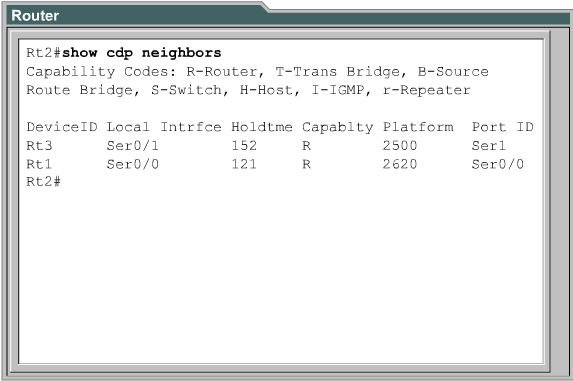 Router
Rt2#show cdp neighbors
Capability Codes: R-Router, T-Trans Bridge, B-Source
Route Bridge, S-Switch, H-Host, I-IGMP, r-Repeater
DeviceID Local Intrfce Holdtme Capablty Platform Port ID
Rt3 Ser0/1 152 R 2500 Ser1
Rt1 Ser0/0 121 R 2620 Ser0/0
Rt2#